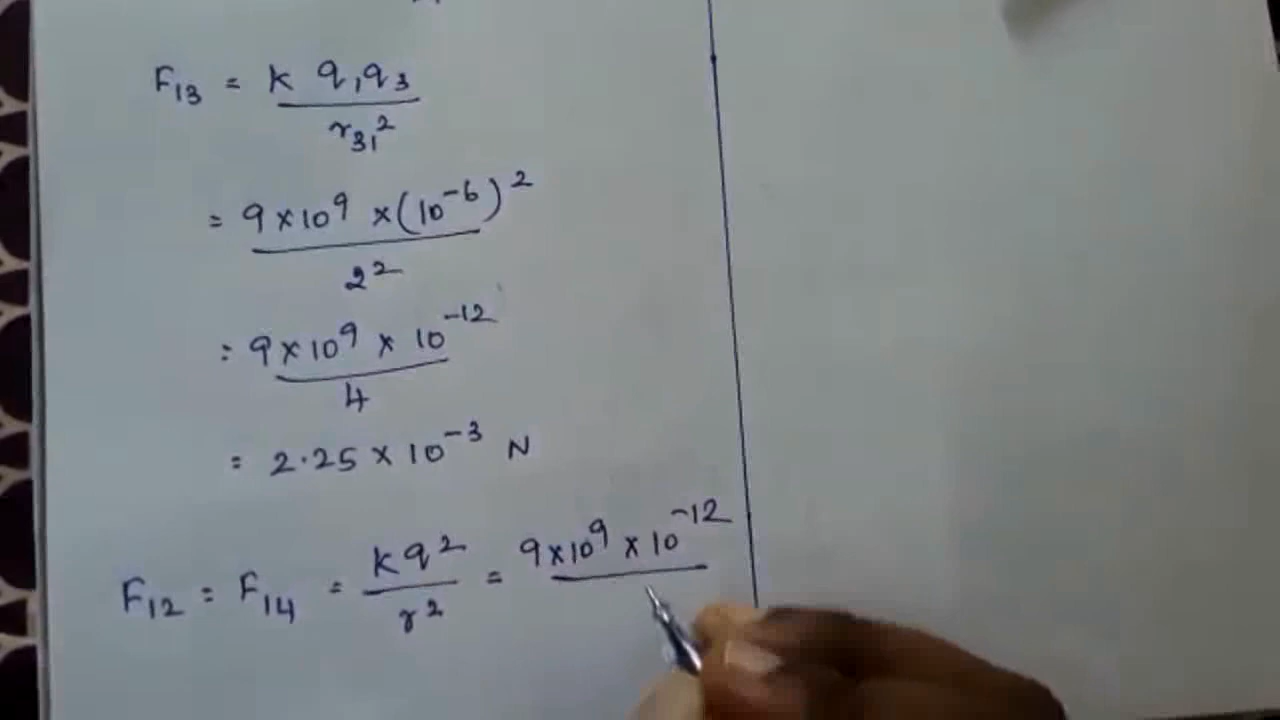 F₁₃ = k q₁q₃ / r₃₁²
= 9×10⁹ ×(10⁻⁶)² / 2²
= 9×10⁹ × 10⁻¹² / 4
= 2.25 × 10⁻³ N
F₁₂ = F₁₄ = kq² / r² = 9×10⁹ × 10⁻¹²